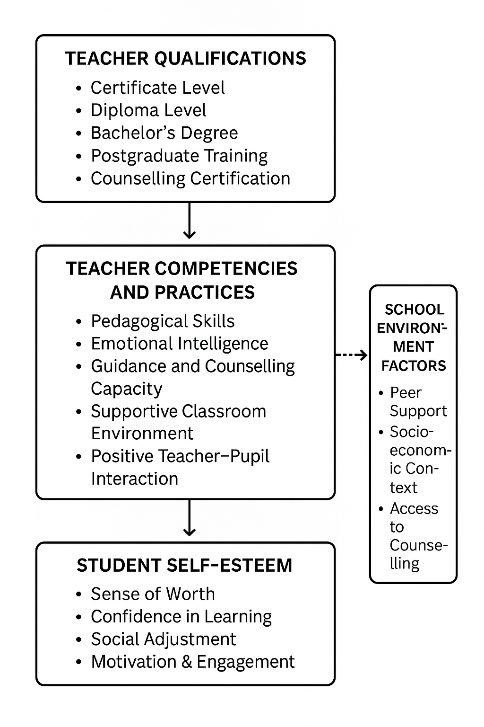 TEACHER QUALIFICATIONS
• Certificate Level
• Diploma Level
• Bachelor's Degree
• Postgraduate Training
• Counselling Certification
TEACHER COMPETENCIES
AND PRACTICES
• Pedagogical Skills
• Emotional Intelligence
• Guidance and Counselling
Capacity
• Supportive Classroom
Environment
• Positive Teacher–Pupil
Interaction
SCHOOL
ENVIRON-
MENT
FACTORS
• Peer
Support
• Socio-
econom-
ic Con-
text
• Access
to
Counse-
lling
STUDENT SELF-ESTEEM
• Sense of Worth
• Confidence in Learning
• Social Adjustment
• Motivation & Engagement